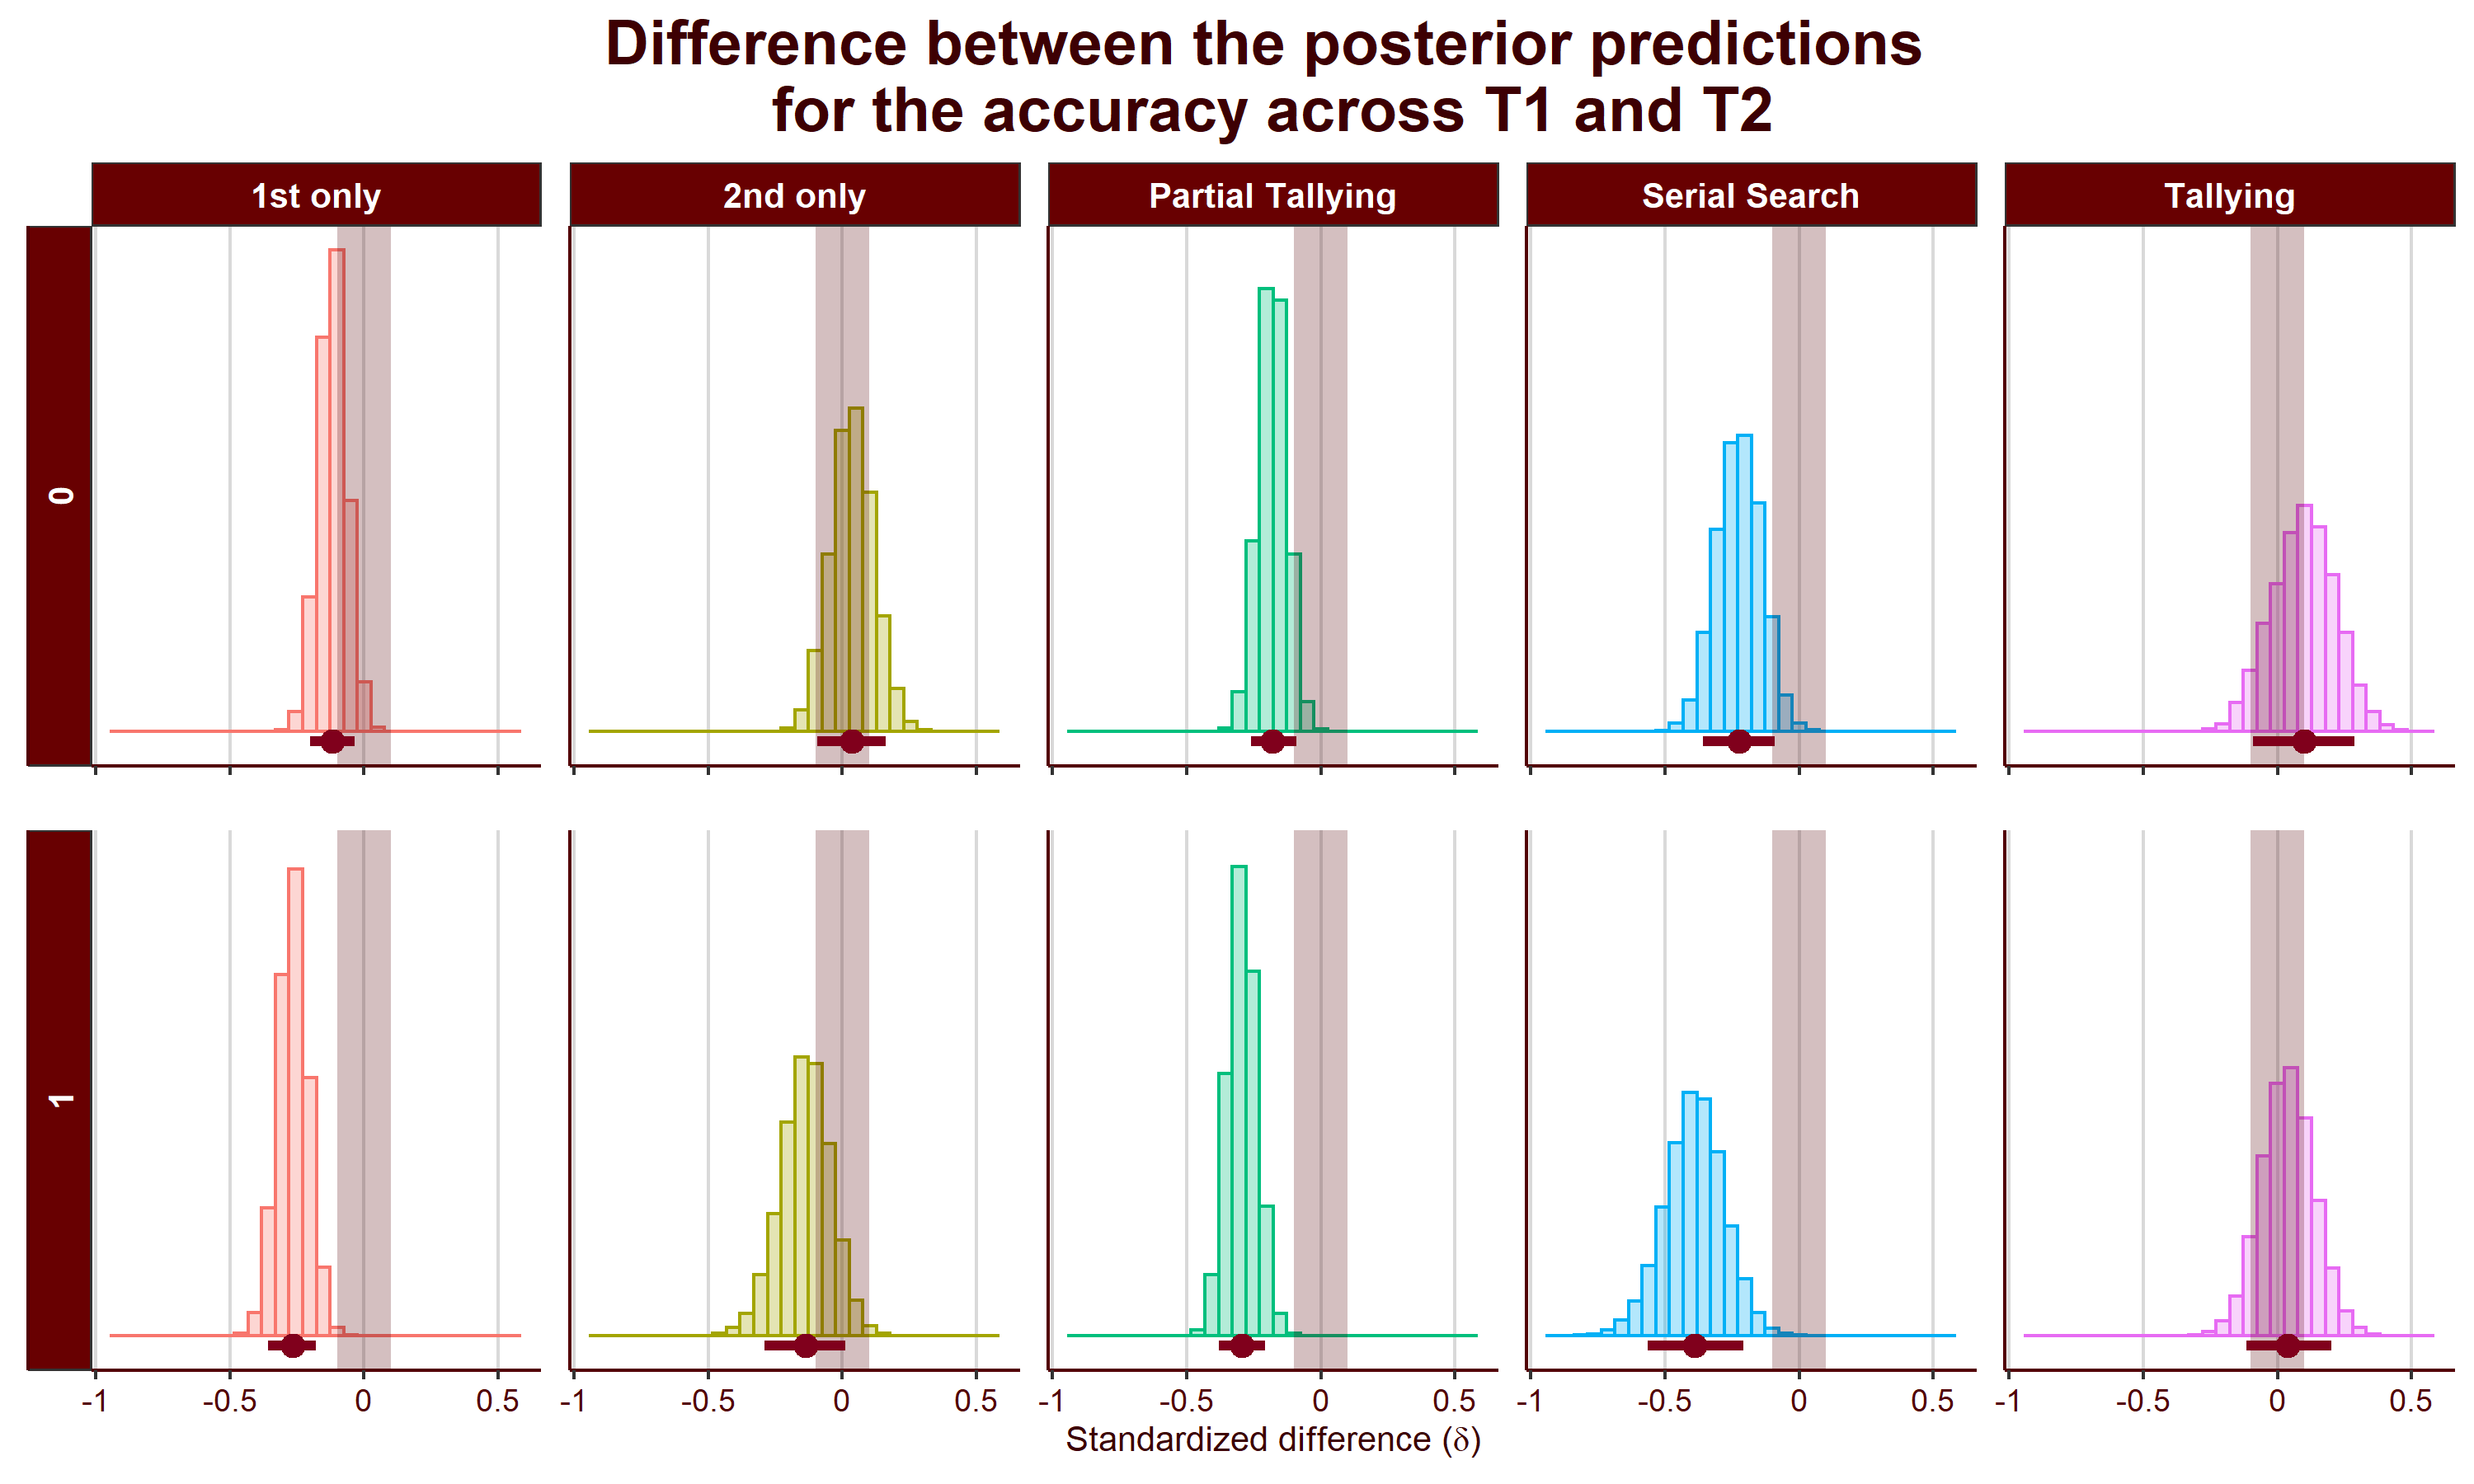 Difference between the posterior predictions
for the accuracy across T1 and T2
1st only
2nd only
Partial Tallying
Serial Search
Tallying
0
1
-1 -0.5 0 0.5 -1 -0.5 0 0.5 -1 -0.5 0 0.5 -1 -0.5 0 0.5 -1 -0.5 0 0.5
Standardized difference (δ)